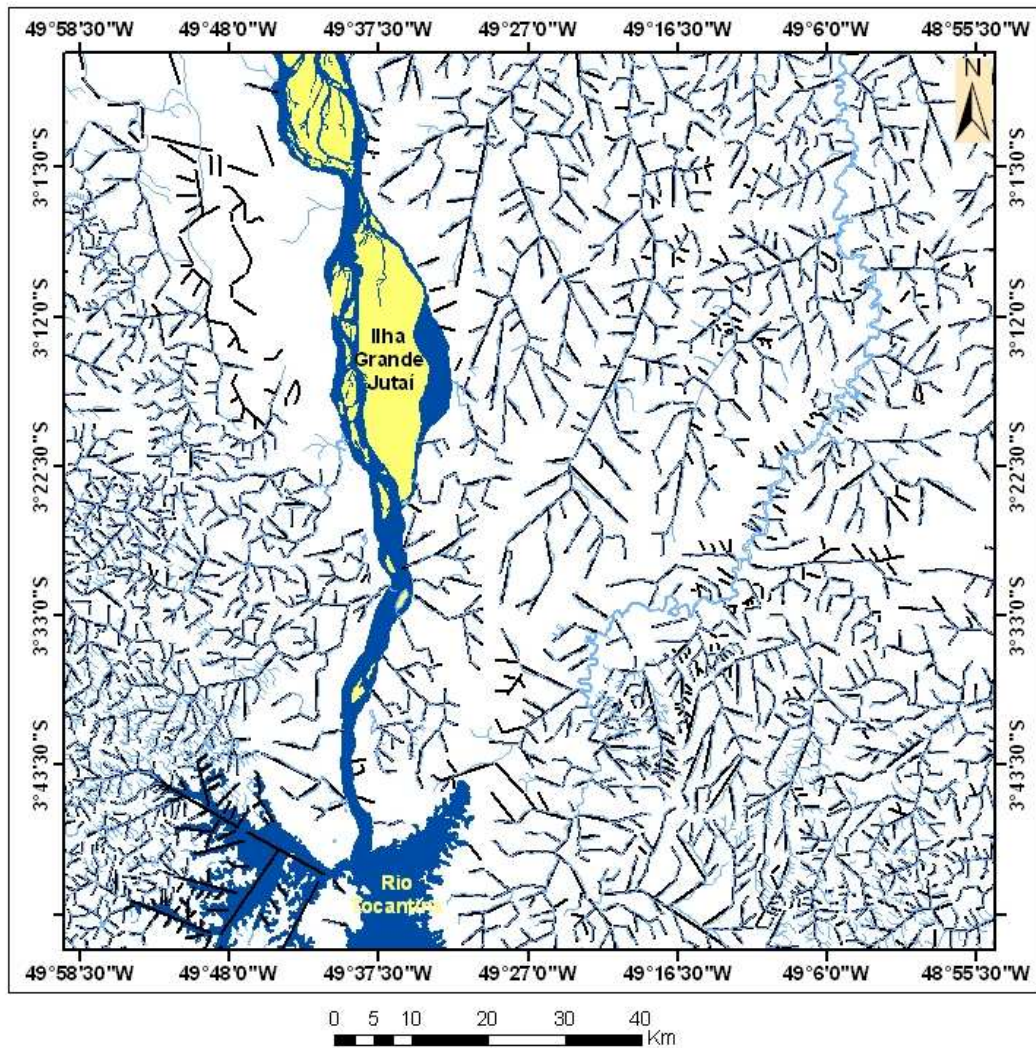 49°58'30"W 49°48'0"W 49°37'30"W 49°27'0"W 49°16'30"W 49°6'0"W 48°55'30"W
N
3°1'30"S 3°1'30"S
3°12'0"S 3°12'0"S
Ilha
Grande
Jutaí
3°22'30"S 3°22'30"S
3°33'0"S 3°33'0"S
3°43'30"S 3°43'30"S
Rio
Tocantins
49°58'30"W 49°48'0"W 49°37'30"W 49°27'0"W 49°16'30"W 49°6'0"W 48°55'30"W
0 5 10 20 30 40
Km